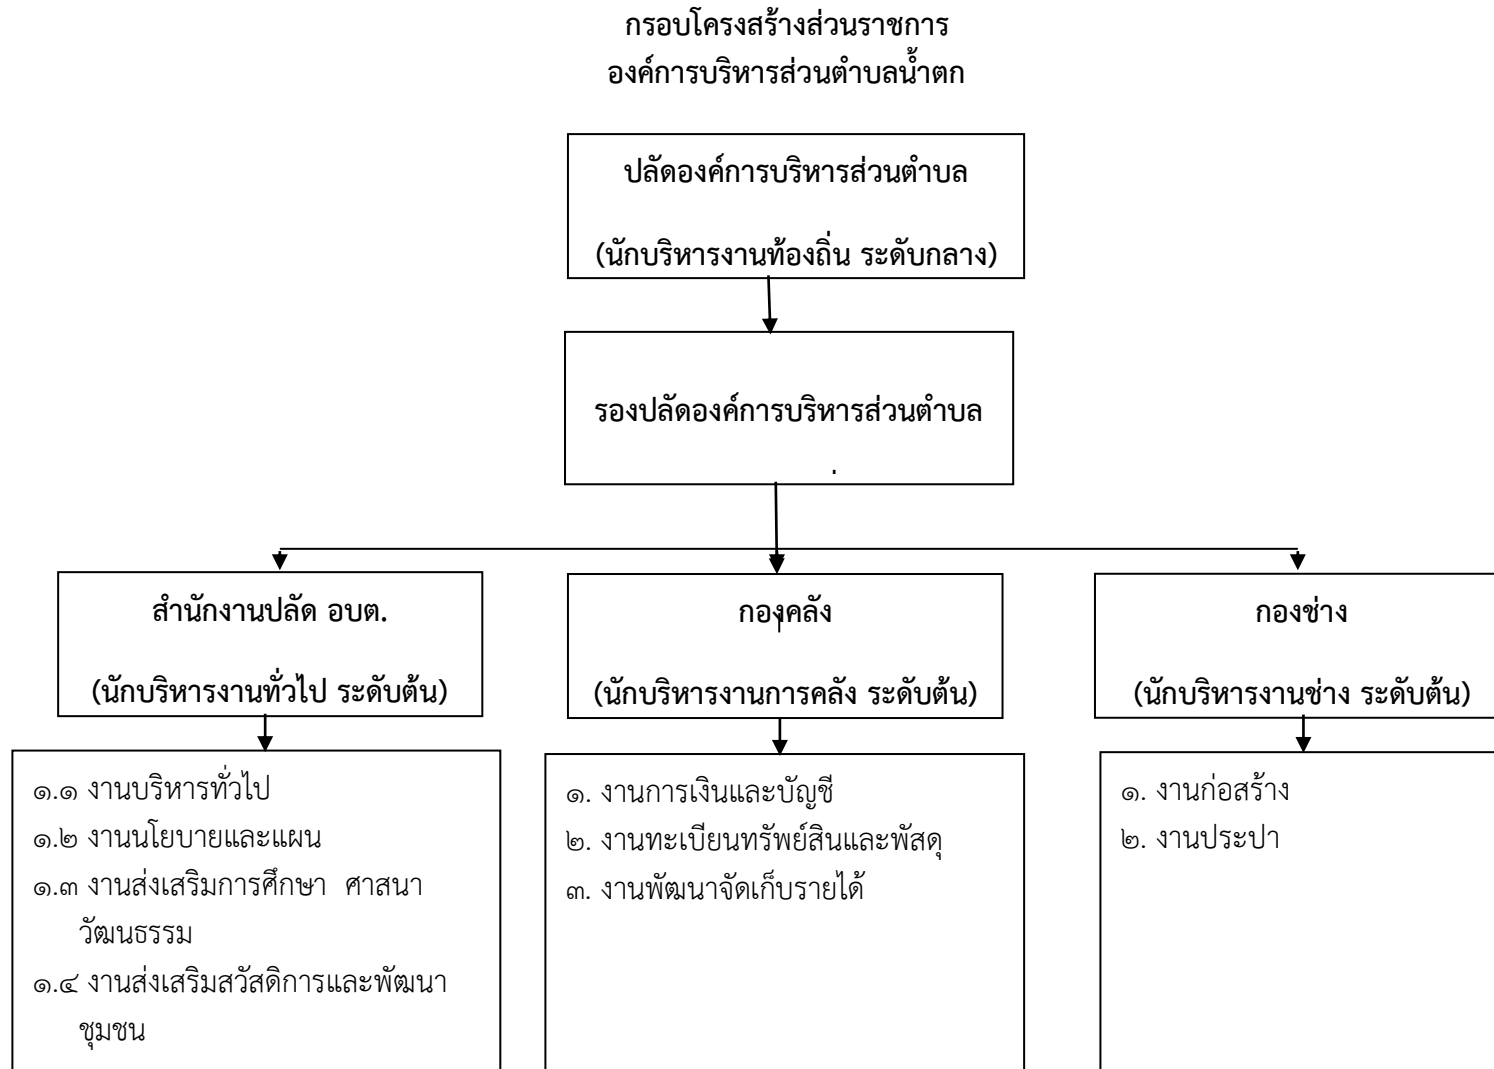 กรอบโครงสร้างส่วนราชการ
องค์การบริหารส่วนตำบลน้ำตก
ปลัดองค์การบริหารส่วนตำบล
(นักบริหารงานท้องถิ่น ระดับกลาง)
รองปลัดองค์การบริหารส่วนตำบล
สำนักงานปลัด อบต.
(นักบริหารงานทั่วไป ระดับต้น)
๑.๑ งานบริหารทั่วไป
๑.๒ งานนโยบายและแผน
๑.๓ งานส่งเสริมการศึกษา ศาสนา
วัฒนธรรม
๑.๔ งานส่งเสริมสวัสดิการและพัฒนา
ชุมชน
กองคลัง
(นักบริหารงานการคลัง ระดับต้น)
๑. งานการเงินและบัญชี
๒. งานทะเบียนทรัพย์สินและพัสดุ
๓. งานพัฒนาจัดเก็บรายได้
กองช่าง
(นักบริหารงานช่าง ระดับต้น)
๑. งานก่อสร้าง
๒. งานประปา